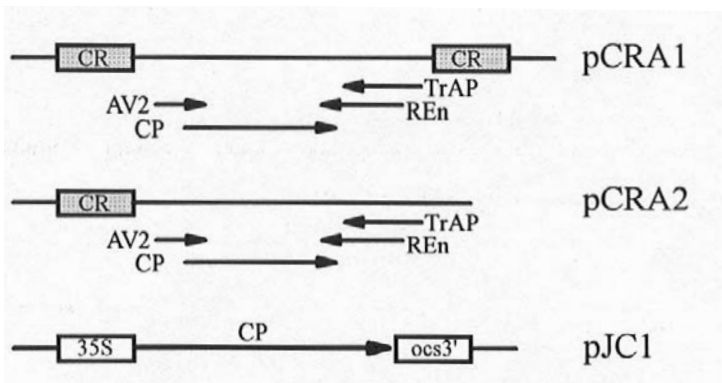 CR CR pCRA1
TrAP
AV2 REn
CP
CR pCRA2
TrAP
AV2 REn
CP
CP
35S ocs3' pJC1